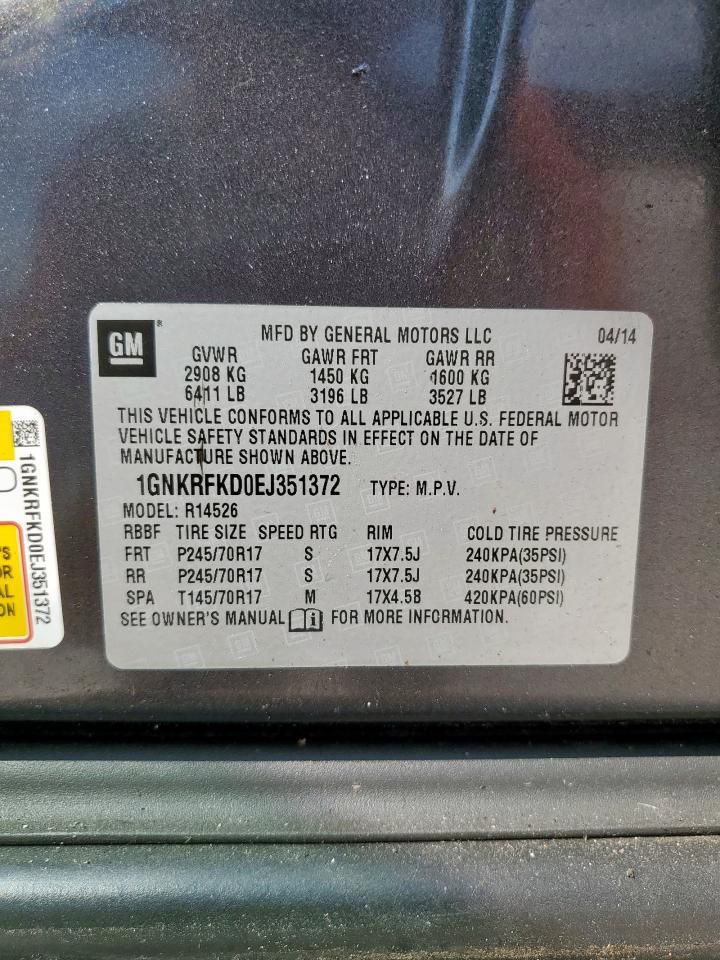 GM®
MFD BY GENERAL MOTORS LLC 04/14
GVWR GAWR FRT GAWR RR
2908 KG 1450 KG 1600 KG
6411 LB 3196 LB 3527 LB
THIS VEHICLE CONFORMS TO ALL APPLICABLE U.S. FEDERAL MOTOR
VEHICLE SAFETY STANDARDS IN EFFECT ON THE DATE OF
MANUFACTURE SHOWN ABOVE.
1GNKRFKD0EJ351372 TYPE: M.P.V.
MODEL: R14526
RBBF TIRE SIZE SPEED RTG RIM COLD TIRE PRESSURE
FRT P245/70R17 S 17X7.5J 240KPA(35PSI)
RR P245/70R17 S 17X7.5J 240KPA(35PSI)
SPA T145/70R17 M 17X4.5B 420KPA(60PSI)
SEE OWNER'S MANUAL i FOR MORE INFORMATION.
1GNKRFKD0EJ351372
'S
OR
AL
ON